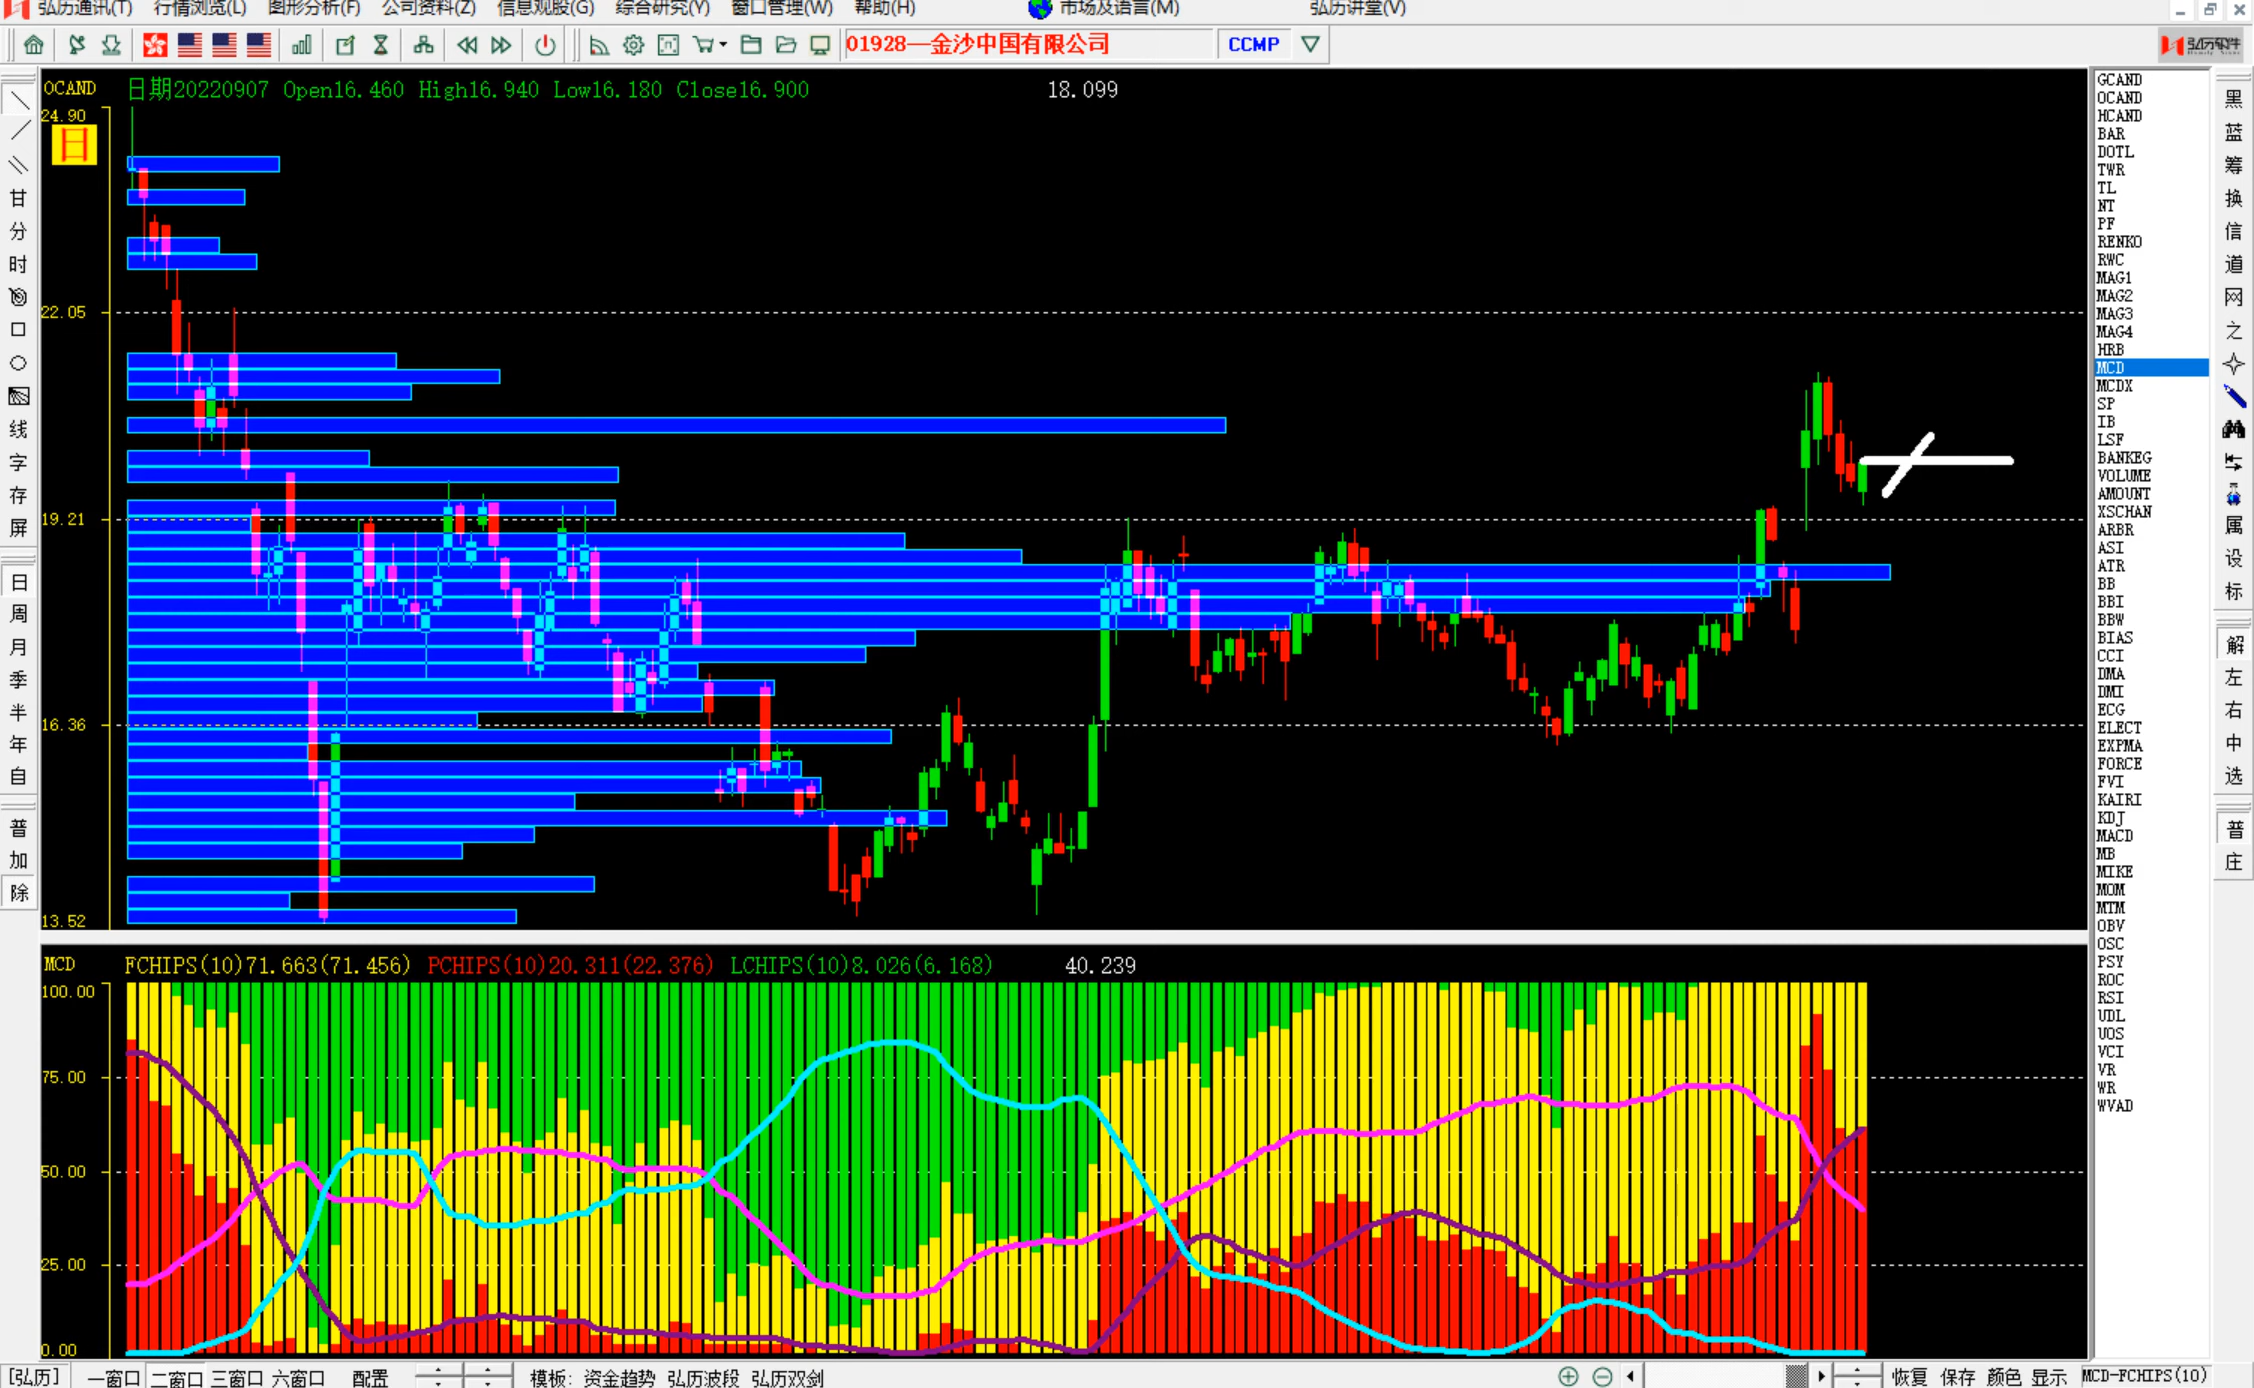 弘历通讯(T) 行情浏览(L) 图形分析(F) 公司资料(Z) 信息观股(G) 综合研究(Y) 窗口管理(W) 帮助(H) 市场及语言(M) 弘历讲堂(V)
01928—金沙中国有限公司 CCMP 弘历软件
OCAND 日期20220907 Open16.460 High16.940 Low16.180 Close16.900 18.099
24.90
日
22.05
19.21
16.36
13.52
MCD FCHIPS(10)71.663(71.456) PCHIPS(10)20.311(22.376) LCHIPS(10)8.026(6.168) 40.239
100.00
75.00
50.00
25.00
0.00
甘
分
时
线
字
存
屏
日
周
月
季
半
年
自
普
加
除
GCAND
OCAND
HCAND
BAR
DOTL
TWR
TL
NT
PF
RENKO
RWC
MAG1
MAG2
MAG3
MAG4
HRB
MCD
MCDX
SP
IB
LSF
BANKEG
VOLUME
AMOUNT
XSCHAN
ARBR
ASI
ATR
BB
BBI
BBW
BIAS
CCI
DMA
DMI
ECG
ELECT
EXPMA
FORCE
FVI
KAIRI
KDJ
MACD
MB
MIKE
MOM
MTM
OBV
OSC
PSY
ROC
RSI
UDL
UOS
VCI
VR
WR
WVAD
黑
蓝
筹
换
信
道
网
之
属
设
标
解
左
右
中
选
普
庄
[弘历] 一窗口 二窗口 三窗口 六窗口 配置 模板: 资金趋势 弘历波段 弘历双剑 恢复 保存 颜色 显示 MCD-FCHIPS(10)